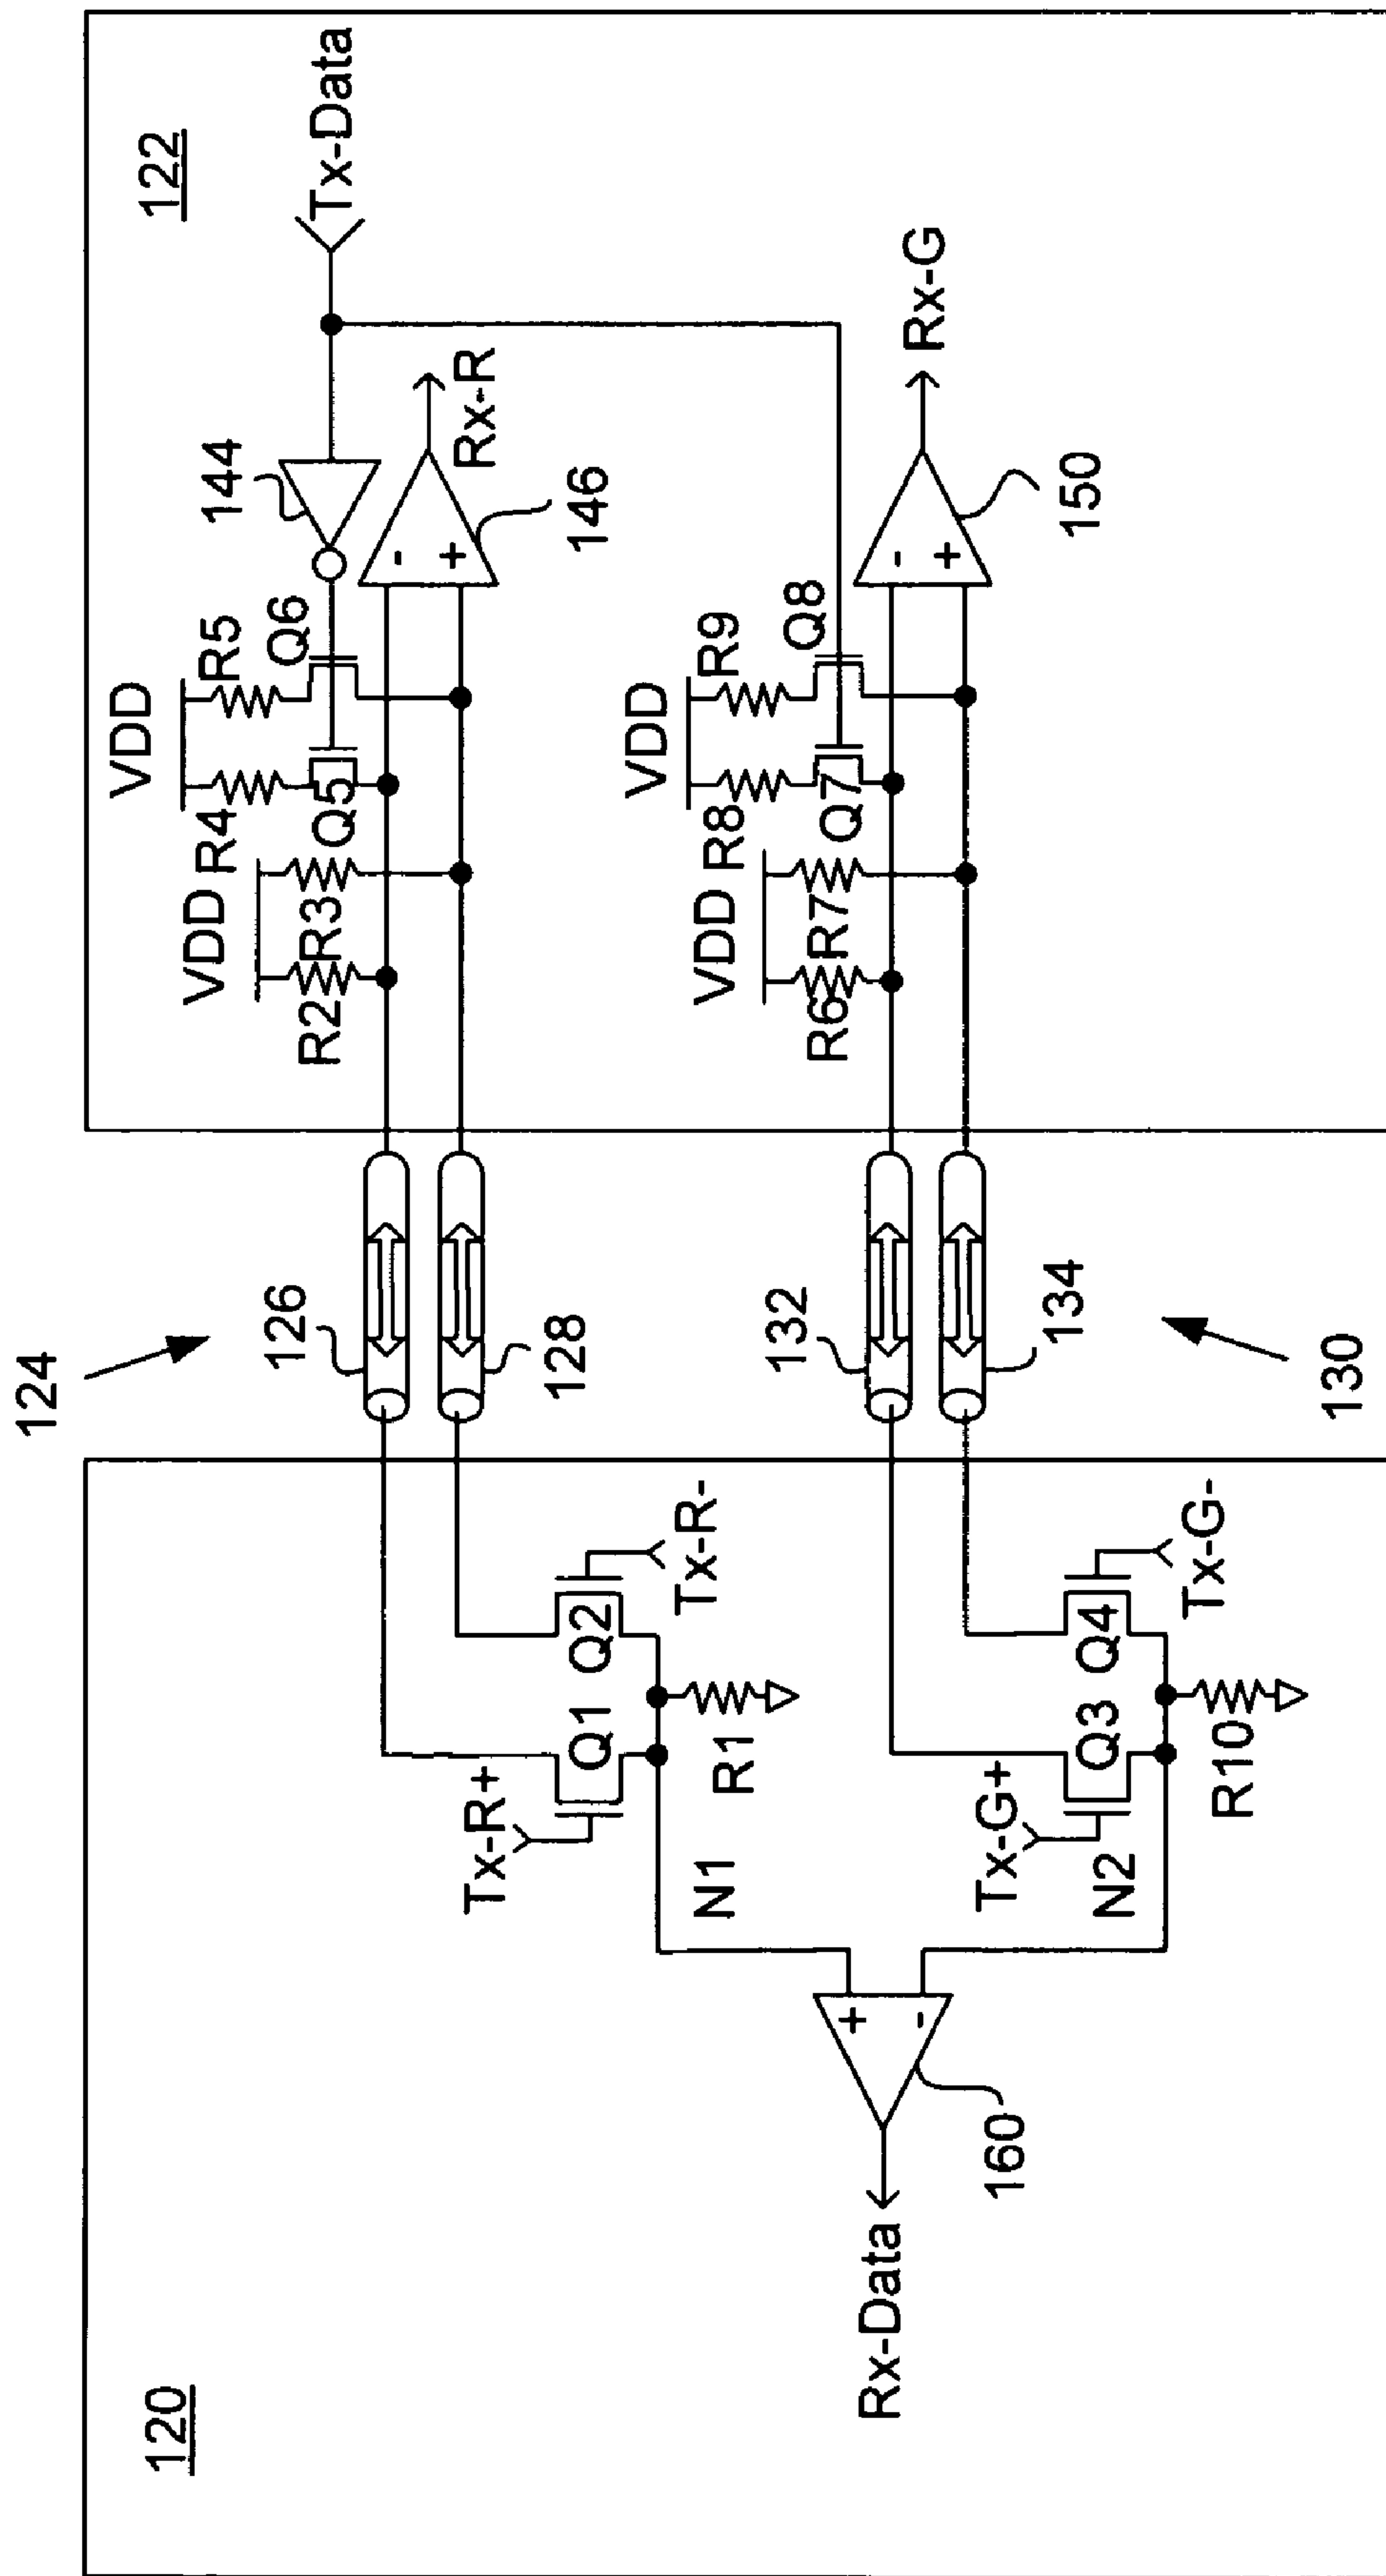 120
124
122
Tx-Data
VDD
VDD
R4
R5
Q6
144
Q5
R2
R3
126
128
146
Rx-R
Tx-R+
Q1
Q2
Tx-R-
N1
R1
VDD
VDD
R8
R9
Q8
Q7
R6
R7
132
134
130
150
Rx-G
Rx-Data
160
+
-
-
+
-
+
Tx-G+
Q3
Q4
Tx-G-
N2
R10